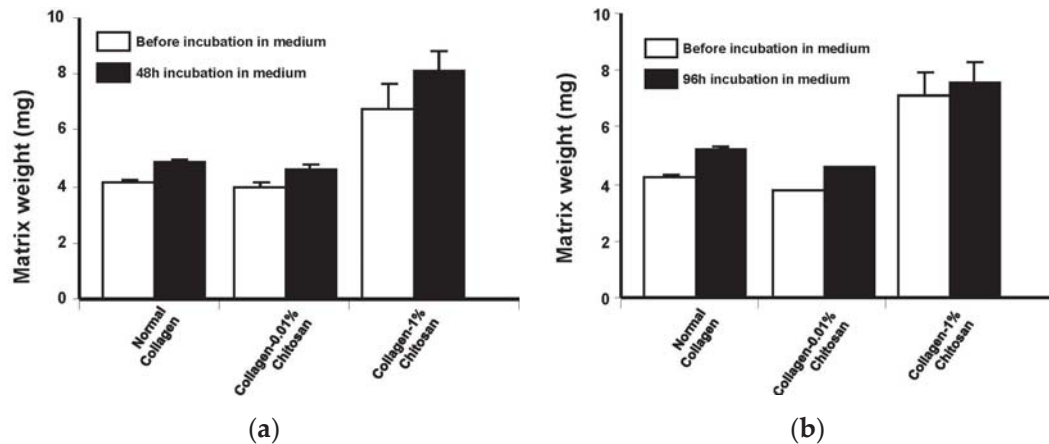 10
8
6
4
2
0
Matrix weight (mg)
Before incubation in medium
48h incubation in medium
Normal
Collagen
Collagen-0.01%
Chitosan
Collagen-1%
Chitosan
(a)
10
8
6
4
2
0
Matrix weight (mg)
Before incubation in medium
96h incubation in medium
Normal
Collagen
Collagen-0.01%
Chitosan
Collagen-1%
Chitosan
(b)